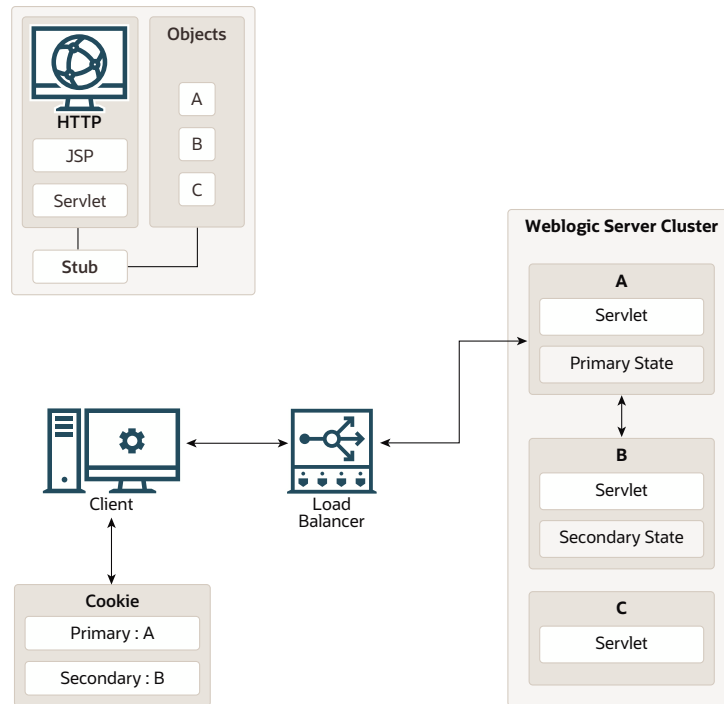 HTTP
JSP
Servlet
Stub
Objects
A
B
C
Client
Load
Balancer
Cookie
Primary : A
Secondary : B
Weblogic Server Cluster
A
Servlet
Primary State
B
Servlet
Secondary State
C
Servlet